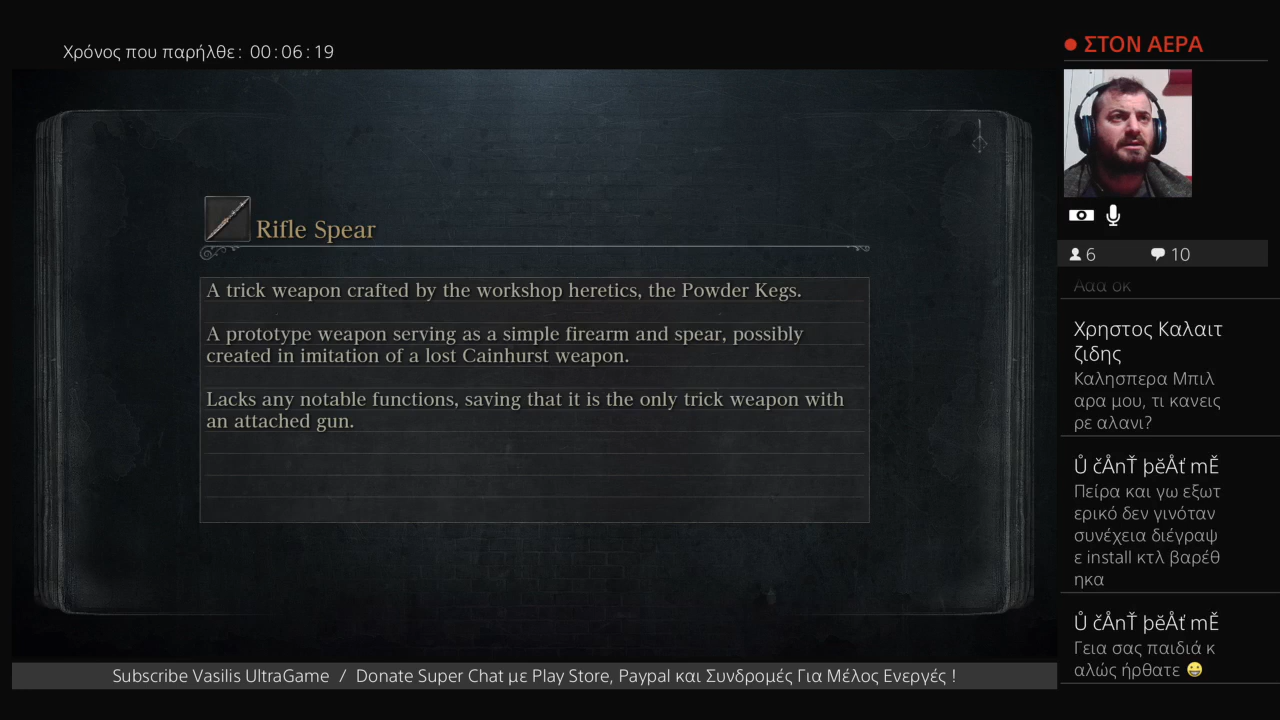 Χρόνος που παρήλθε: 00:06:19
ΣΤΟΝ ΑΕΡΑ
Rifle Spear
A trick weapon crafted by the workshop heretics, the Powder Kegs.
A prototype weapon serving as a simple firearm and spear, possibly
created in imitation of a lost Cainhurst weapon.
Lacks any notable functions, saving that it is the only trick weapon with
an attached gun.
6
10
Ααα οκ
Χρηστος Καλαιτ
ζιδης
Καλησπερα Μπιλ
αρα μου, τι κανεις
ρε αλανι?
Ů čÅnŤ þĕÅť mĚ
Πείρα και γω εξωτ
ερικό δεν γινόταν
συνέχεια διέγραψ
ε install κτλ βαρέθ
ηκα
Ů čÅnŤ þĕÅť mĚ
Γεια σας παιδιά κ
αλώς ήρθατε 😀
Subscribe Vasilis UltraGame / Donate Super Chat με Play Store, Paypal και Συνδρομές Για Μέλος Ενεργές !